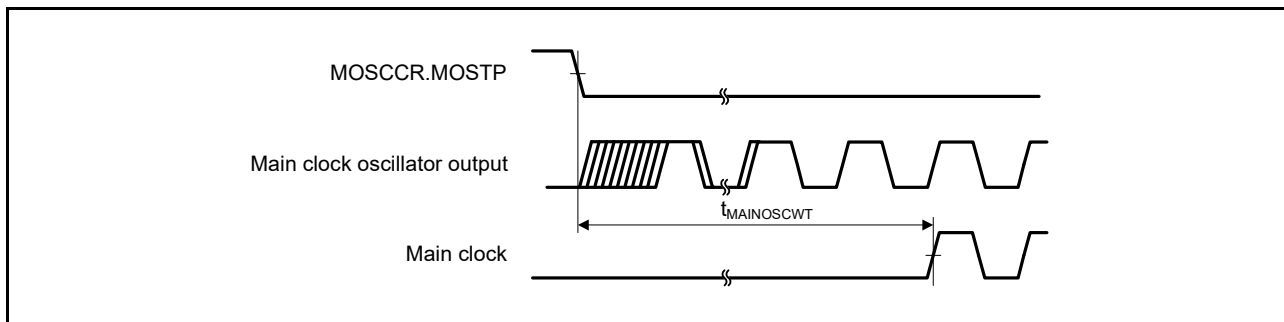 MOSCCR.MOSTP
Main clock oscillator output
tMAINOSCWT
Main clock